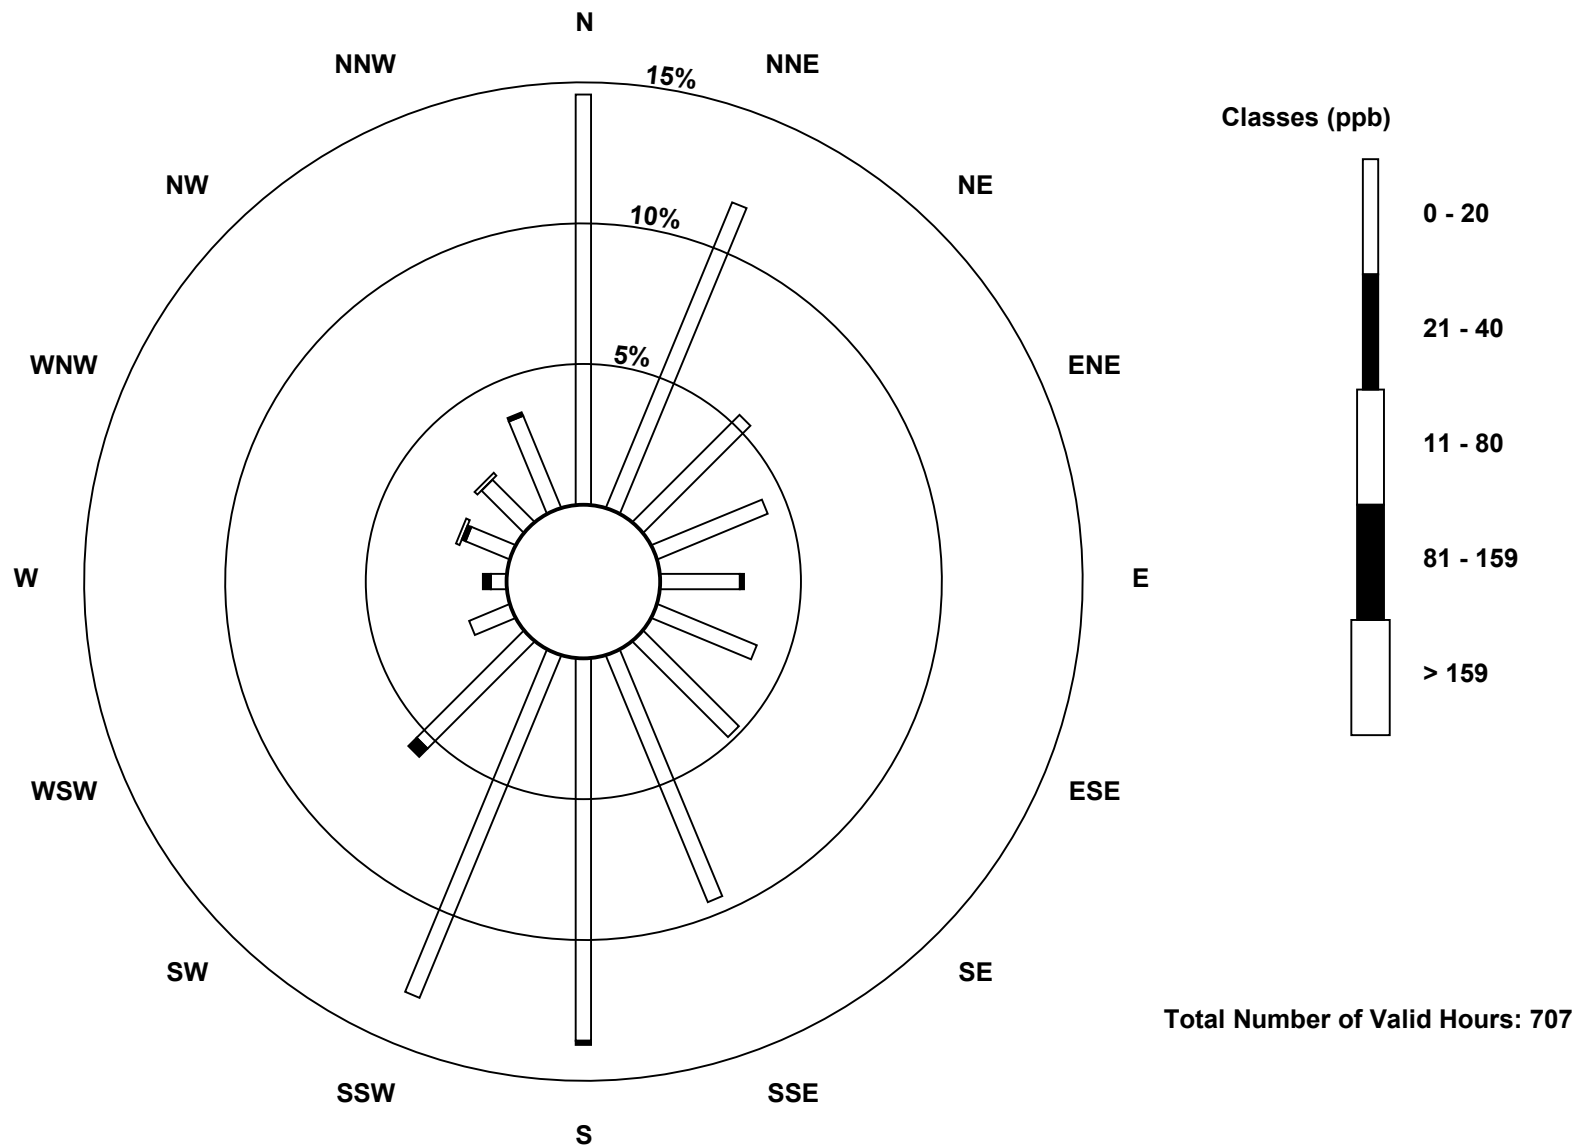 N
NNW
NNE
15%
Classes (ppb)
NW
NE
0 - 20
10%
21 - 40
5%
WNW
ENE
11 - 80
81 - 159
W
E
> 159
WSW
ESE
SW
SE
Total Number of Valid Hours: 707
SSW
SSE
S